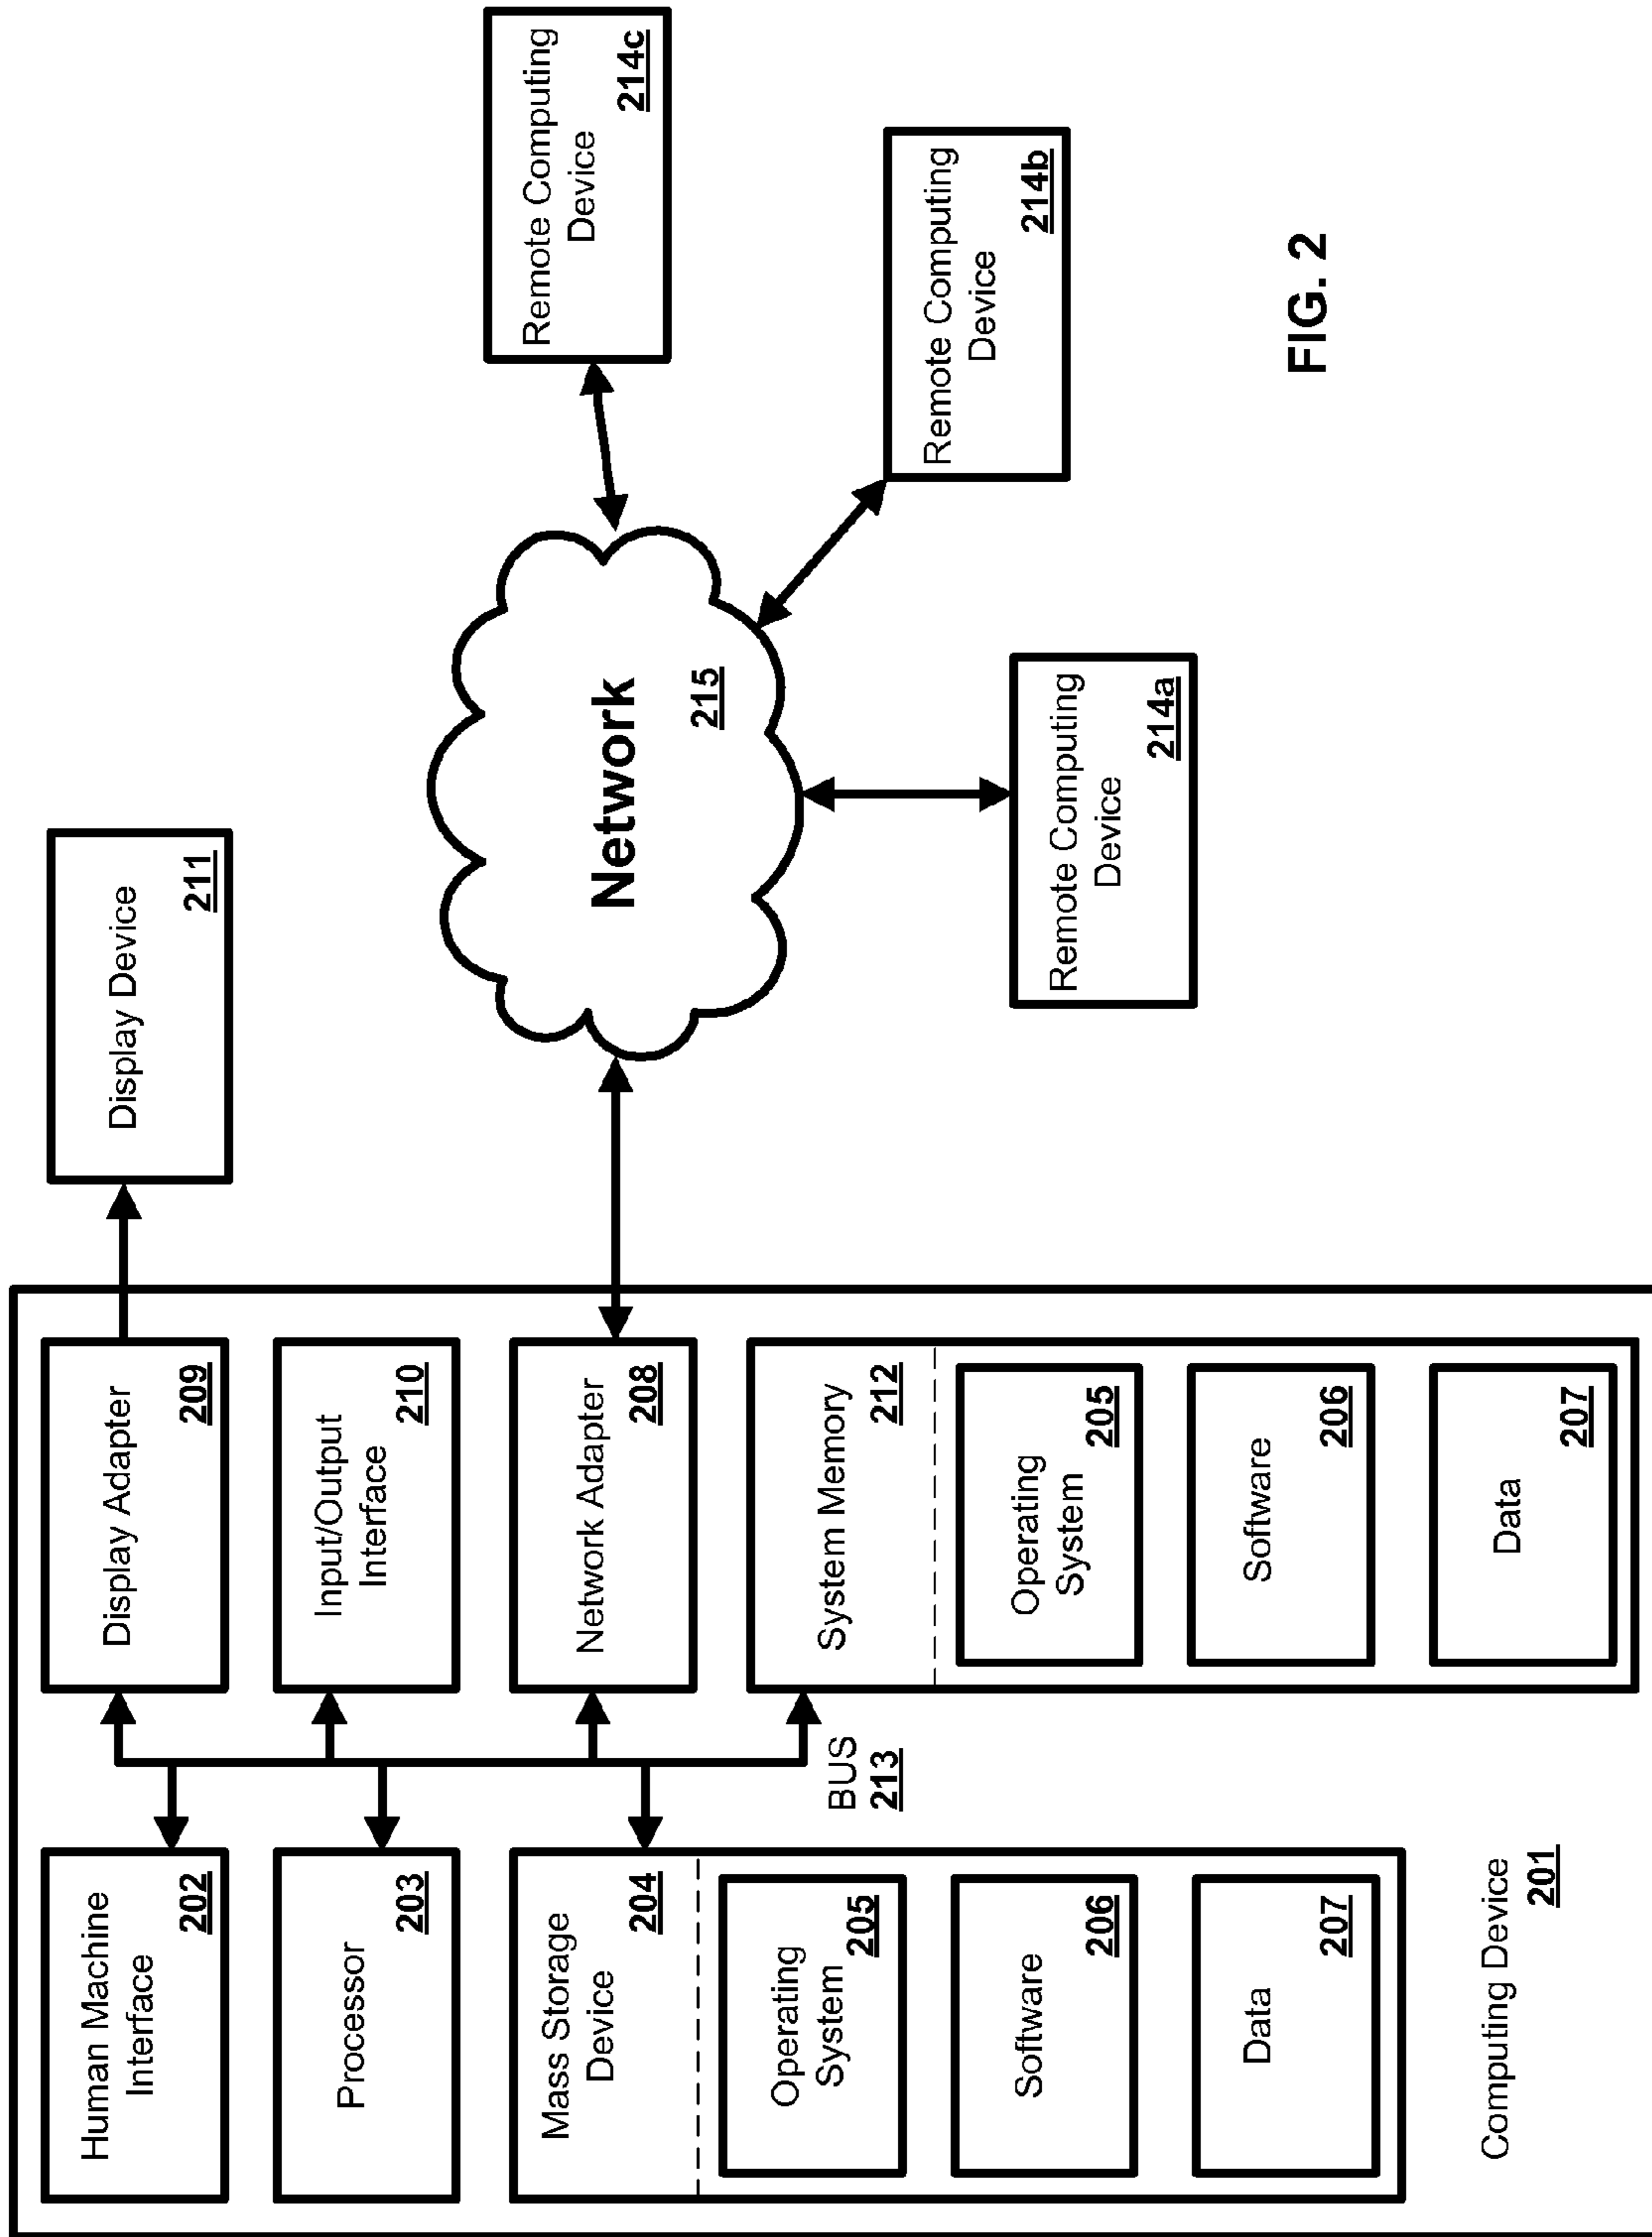 Human Machine
Interface
202
Processor
203
Mass Storage
Device
204
Operating
System
205
Software
206
Data
207
Computing Device
201
Display Adapter
209
Input/Output
Interface
210
Network Adapter
208
System Memory
212
Operating
System
205
Software
206
Data
207
BUS
213
Display Device
211
Network
215
Remote Computing
Device
214a
Remote Computing
Device
214b
Remote Computing
Device
214c
FIG. 2